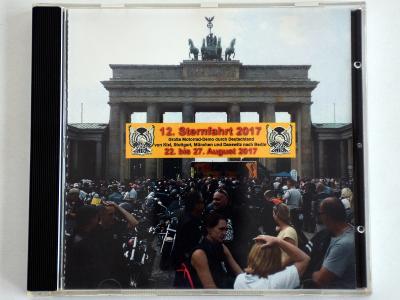 12. Sternfahrt 2017
Große Motorrad-Demo durch Deutschland
von Kiel, Stuttgart, München und Dasswitz nach Berlin
22. bis 27. August 2017